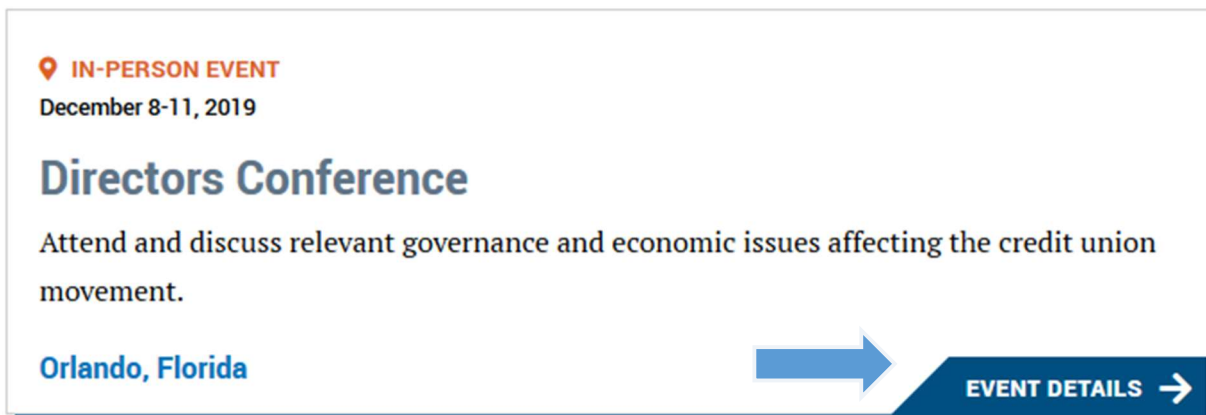 IN-PERSON EVENT
December 8-11, 2019
Directors Conference
Attend and discuss relevant governance and economic issues affecting the credit union
movement.
Orlando, Florida
EVENT DETAILS